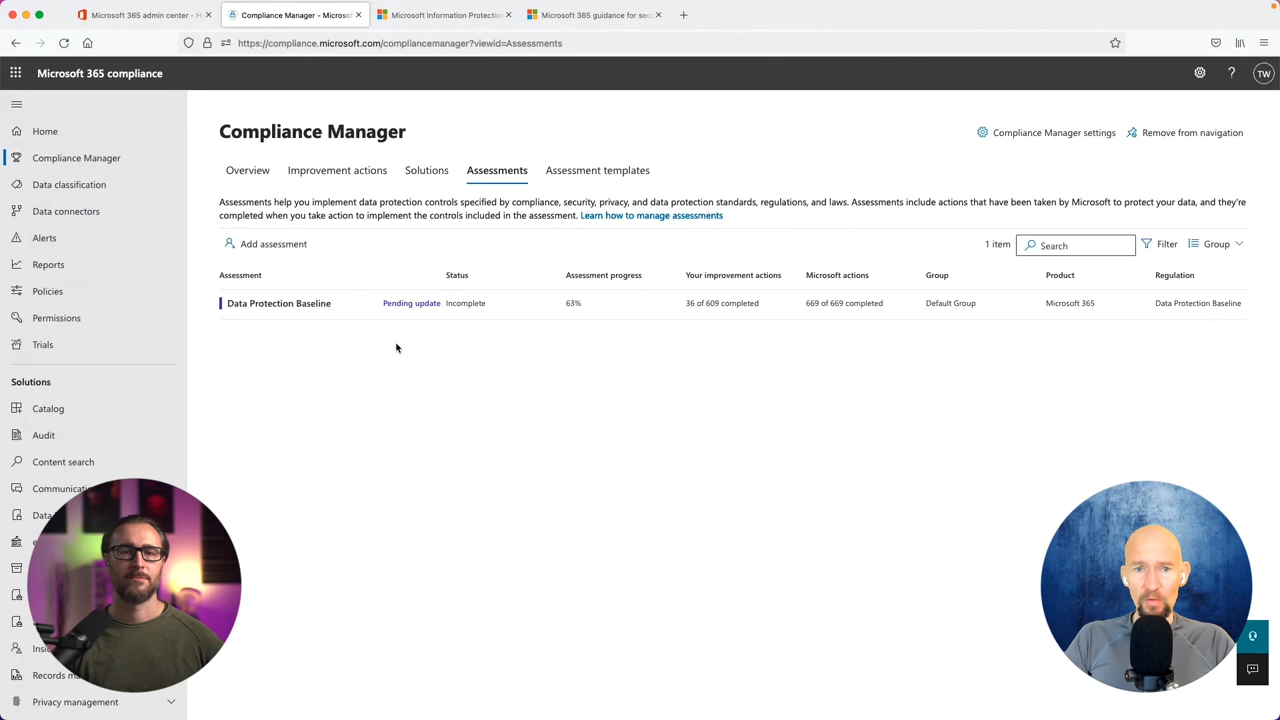 Microsoft 365 admin center - H
Compliance Manager - Microsof
Microsoft Information Protection
Microsoft 365 guidance for sec
https://compliance.microsoft.com/compliancemanager?viewid=Assessments
Microsoft 365 compliance
TW
Home
Compliance Manager
Data classification
Data connectors
Alerts
Reports
Policies
Permissions
Trials
Solutions
Catalog
Audit
Content search
Communicati
Data
Insi
Records ma
Privacy management
Compliance Manager
Compliance Manager settings
Remove from navigation
Overview
Improvement actions
Solutions
Assessments
Assessment templates
Assessments help you implement data protection controls specified by compliance, security, privacy, and data protection standards, regulations, and laws. Assessments include actions that have been taken by Microsoft to protect your data, and they're
completed when you take action to implement the controls included in the assessment. Learn how to manage assessments
Add assessment
1 item
Search
Filter
Group
Assessment Status Assessment progress Your improvement actions Microsoft actions Group Product Regulation
Data Protection Baseline Pending update Incomplete 63% 36 of 609 completed 669 of 669 completed Default Group Microsoft 365 Data Protection Baseline